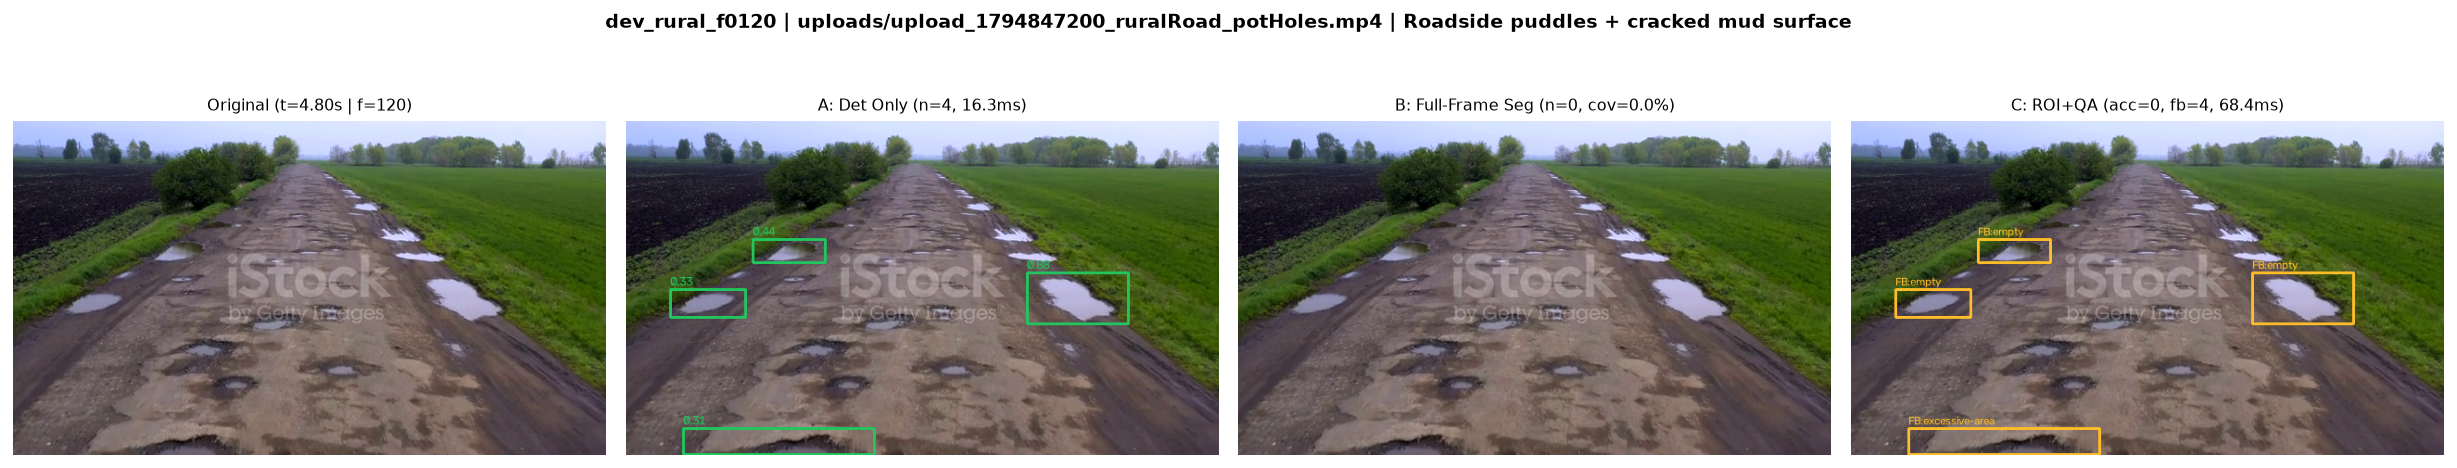 dev_rural_f0120 | uploads/upload_1794847200_ruralRoad_potHoles.mp4 | Roadside puddles + cracked mud surface
Original (t=4.80s | f=120)
iStock
by Getty Images
A: Det Only (n=4, 16.3ms)
0.44
0.33
0.88
0.31
iStock
by Getty Images
B: Full-Frame Seg (n=0, cov=0.0%)
iStock
by Getty Images
C: ROI+QA (acc=0, fb=4, 68.4ms)
FB:empty
FB:empty
FB:empty
FB:excessive-area
iStock
by Getty Images